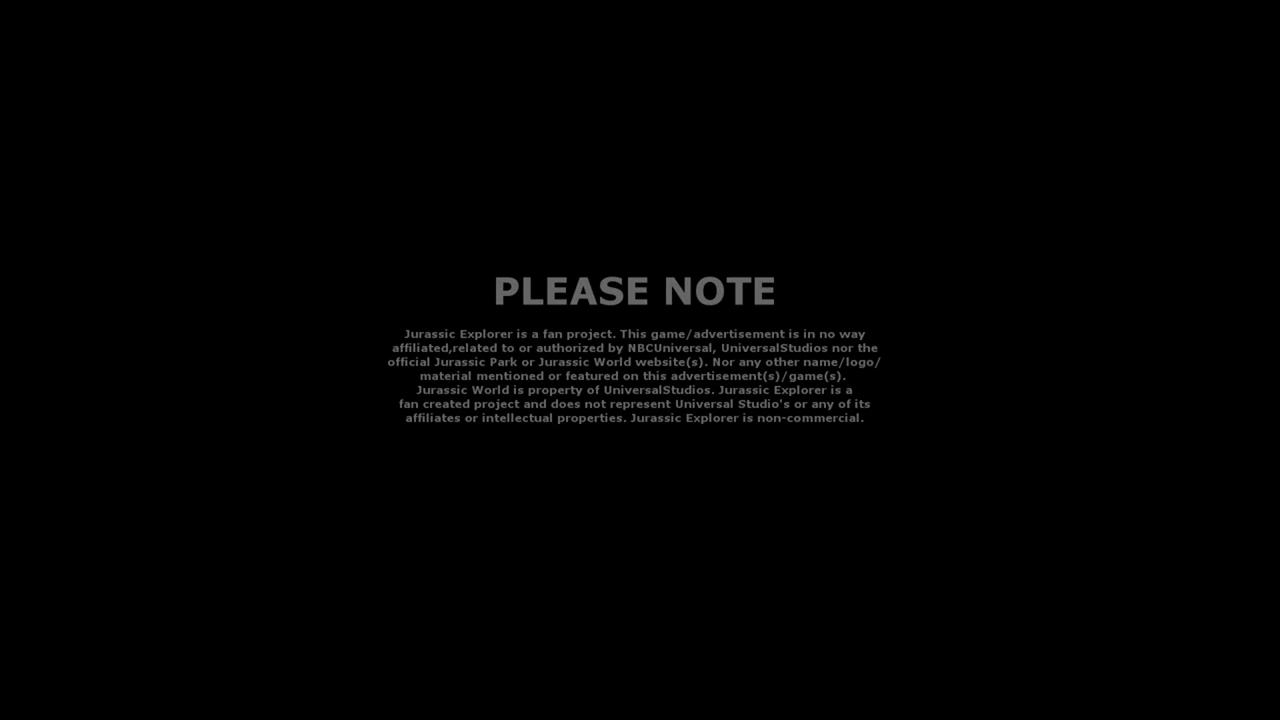 PLEASE NOTE
Jurassic Explorer is a fan project. This game/advertisement is in no way
affiliated,related to or authorized by NBCUniversal, UniversalStudios nor the
official Jurassic Park or Jurassic World website(s). Nor any other name/logo/
material mentioned or featured on this advertisement(s)/game(s).
Jurassic World is property of UniversalStudios. Jurassic Explorer is a
fan created project and does not represent Universal Studio's or any of its
affiliates or intellectual properties. Jurassic Explorer is non-commercial.